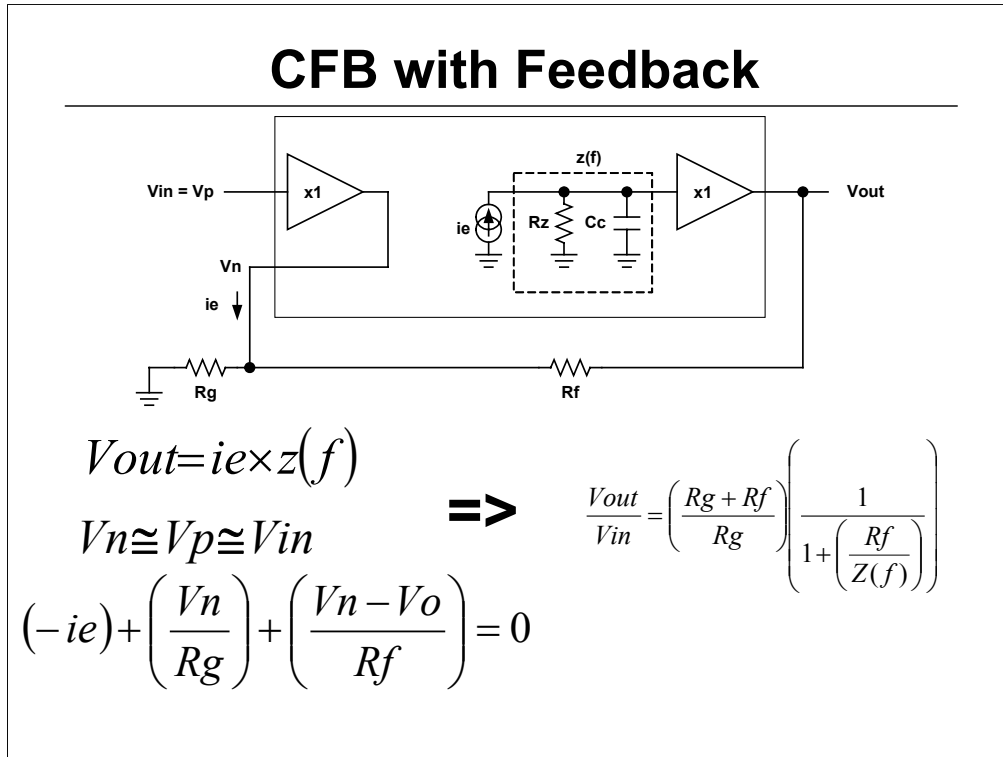 CFB with Feedback
z(f)
Vin = Vp
x1
ie
Rz
Cc
x1
Vout
Vn
ie
Rg
Rf
Vout=ie×z(f)
Vn≅Vp≅Vin
(-ie)+(Vn/Rg)+((Vn-Vo)/Rf)=0
=>
Vout/Vin=((Rg+Rf)/Rg)(1/(1+(Rf/Z(f))))